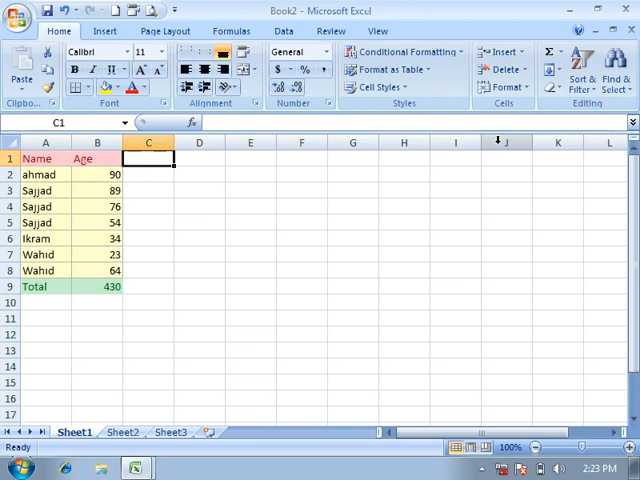 Book2 - Microsoft Excel
Home Insert Page Layout Formulas Data Review View
Calibri 11 General Conditional Formatting Insert Σ
Paste B I U A A $ % , Format as Table Delete Sort & Filter Find & Select
Cell Styles Format
Clipbo... Font Alignment Number Styles Cells Editing
C1 fx
A B C D E F G H I J K L
1 Name Age
2 ahmad 90
3 Sajjad 89
4 Sajjad 76
5 Sajjad 54
6 Ikram 34
7 Wahid 23
8 Wahid 64
9 Total 430
10
11
12
13
14
15
16
17
Sheet1 Sheet2 Sheet3
Ready 100%
2:23 PM